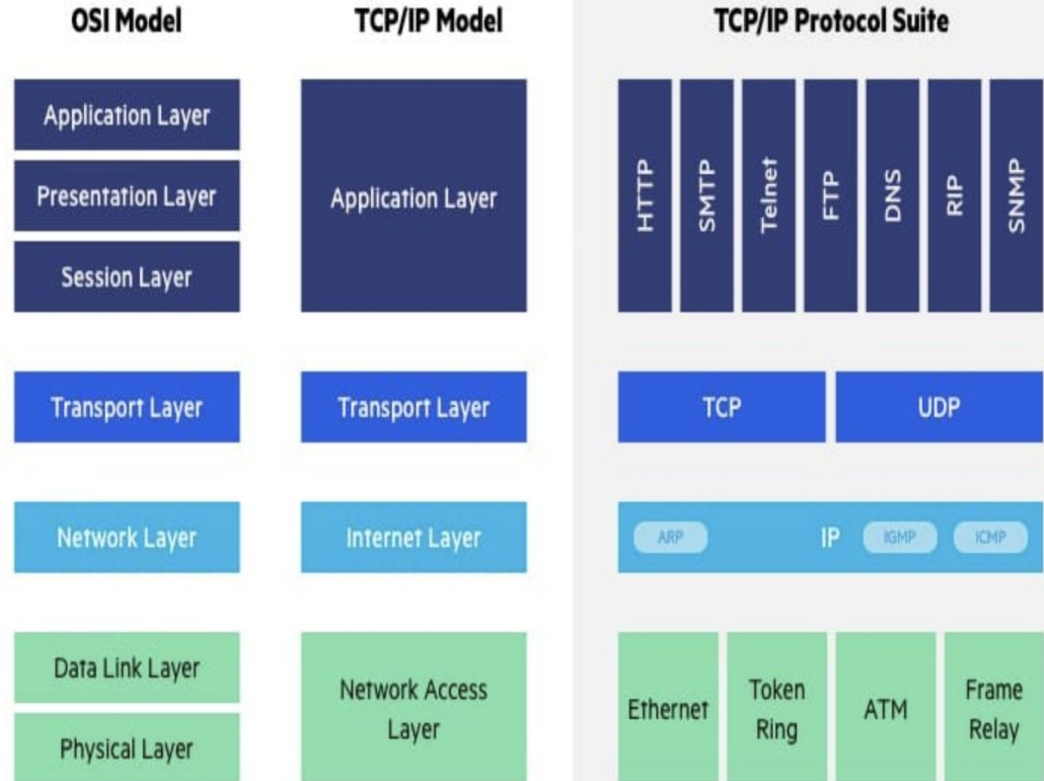 OSI Model
TCP/IP Model
TCP/IP Protocol Suite
Application Layer
Presentation Layer
Session Layer
Application Layer
HTTP
SMTP
Telnet
FTP
DNS
RIP
SNMP
Transport Layer
Transport Layer
TCP
UDP
Network Layer
Internet Layer
ARP
IP
IGMP
ICMP
Data Link Layer
Physical Layer
Network Access
Layer
Ethernet
Token
Ring
ATM
Frame
Relay